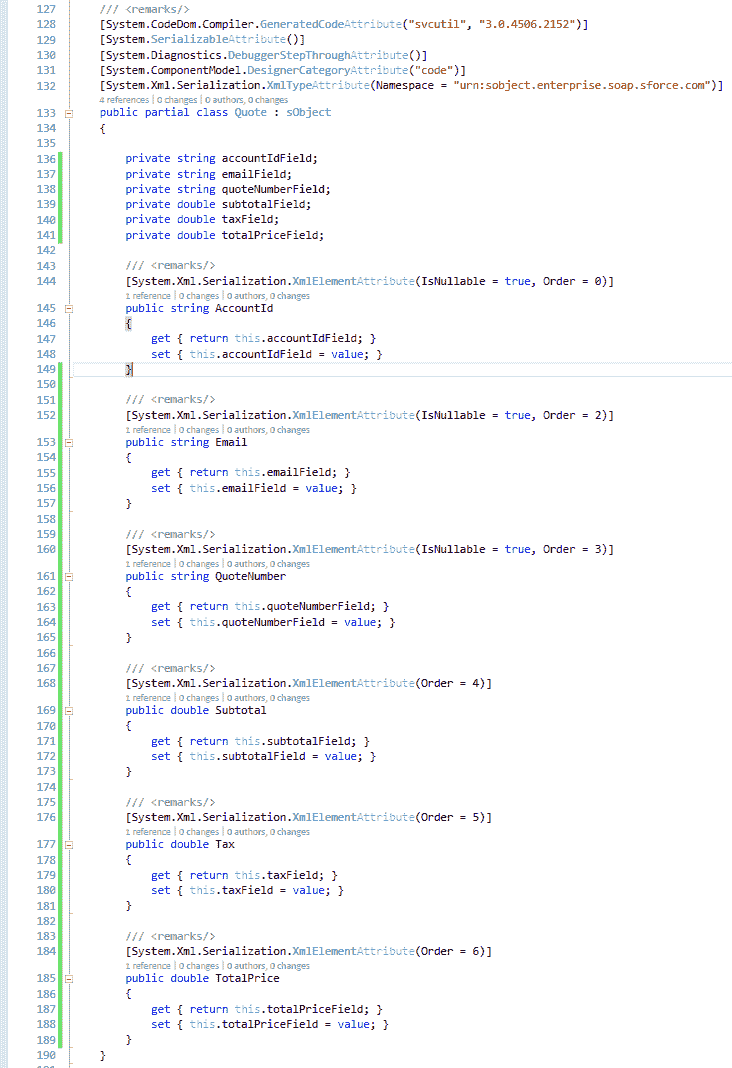 127 /// <remarks/>
128 [System.CodeDom.Compiler.GeneratedCodeAttribute("svcutil", "3.0.4506.2152")]
129 [System.SerializableAttribute()]
130 [System.Diagnostics.DebuggerStepThroughAttribute()]
131 [System.ComponentModel.DesignerCategoryAttribute("code")]
132 [System.Xml.Serialization.XmlTypeAttribute(Namespace = "urn:sobject.enterprise.soap.sforce.com")]
4 references | 0 changes | 0 authors, 0 changes
133 public partial class Quote : sObject
134 {
135
136 private string accountIdField;
137 private string emailField;
138 private string quoteNumberField;
139 private double subtotalField;
140 private double taxField;
141 private double totalPriceField;
142
143 /// <remarks/>
144 [System.Xml.Serialization.XmlElementAttribute(IsNullable = true, Order = 0)]
1 reference | 0 changes | 0 authors, 0 changes
145 public string AccountId
146 {
147 get { return this.accountIdField; }
148 set { this.accountIdField = value; }
149 }
150
151 /// <remarks/>
152 [System.Xml.Serialization.XmlElementAttribute(IsNullable = true, Order = 2)]
1 reference | 0 changes | 0 authors, 0 changes
153 public string Email
154 {
155 get { return this.emailField; }
156 set { this.emailField = value; }
157 }
158
159 /// <remarks/>
160 [System.Xml.Serialization.XmlElementAttribute(IsNullable = true, Order = 3)]
1 reference | 0 changes | 0 authors, 0 changes
161 public string QuoteNumber
162 {
163 get { return this.quoteNumberField; }
164 set { this.quoteNumberField = value; }
165 }
166
167 /// <remarks/>
168 [System.Xml.Serialization.XmlElementAttribute(Order = 4)]
1 reference | 0 changes | 0 authors, 0 changes
169 public double Subtotal
170 {
171 get { return this.subtotalField; }
172 set { this.subtotalField = value; }
173 }
174
175 /// <remarks/>
176 [System.Xml.Serialization.XmlElementAttribute(Order = 5)]
1 reference | 0 changes | 0 authors, 0 changes
177 public double Tax
178 {
179 get { return this.taxField; }
180 set { this.taxField = value; }
181 }
182
183 /// <remarks/>
184 [System.Xml.Serialization.XmlElementAttribute(Order = 6)]
1 reference | 0 changes | 0 authors, 0 changes
185 public double TotalPrice
186 {
187 get { return this.totalPriceField; }
188 set { this.totalPriceField = value; }
189 }
190 }